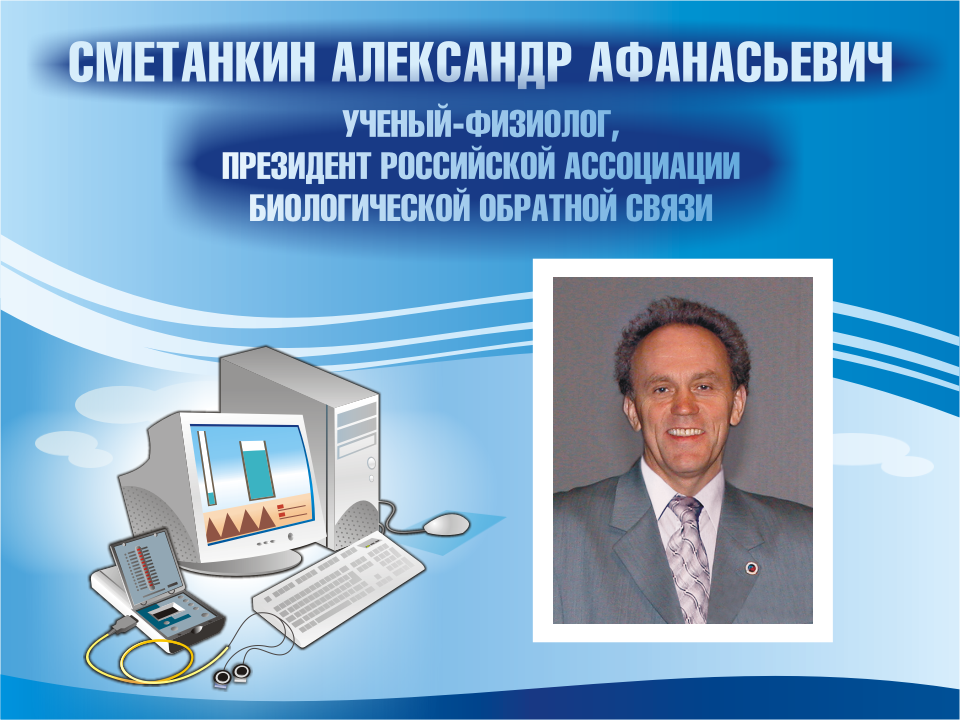 СМЕТАНКИН АЛЕКСАНДР АФАНАСЬЕВИЧ
УЧЕНЫЙ-ФИЗИОЛОГ,
ПРЕЗИДЕНТ РОССИЙСКОЙ АССОЦИАЦИИ
БИОЛОГИЧЕСКОЙ ОБРАТНОЙ СВЯЗИ